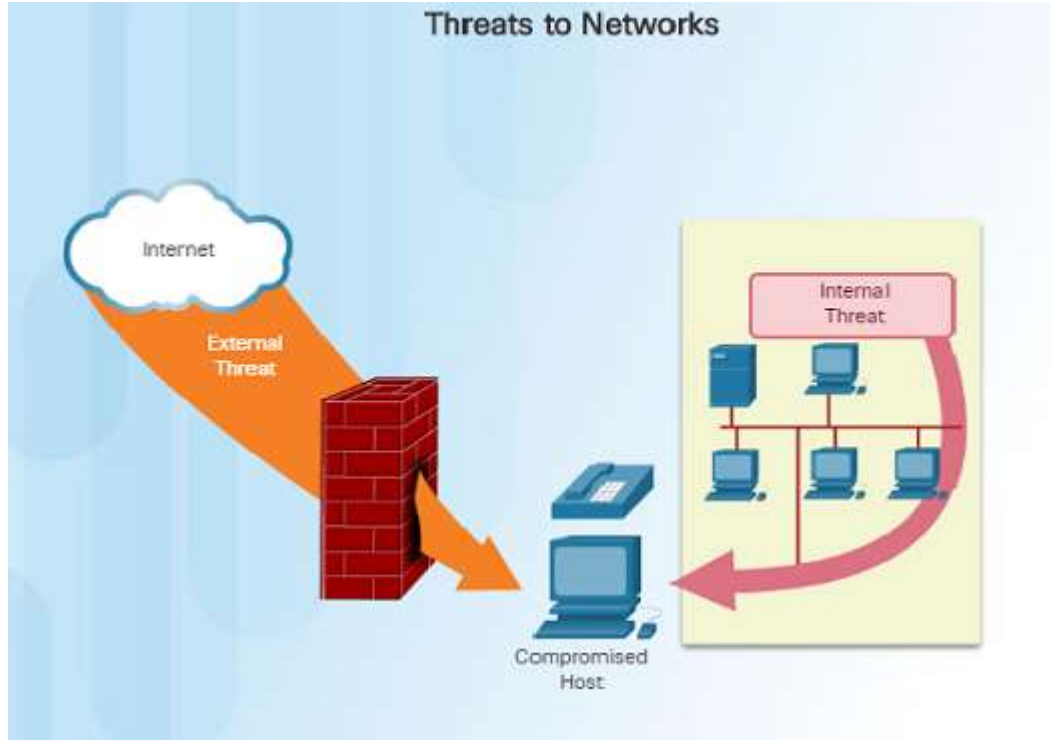 Threats to Networks
Internet
External
Threat
Internal
Threat
Compromised
Host